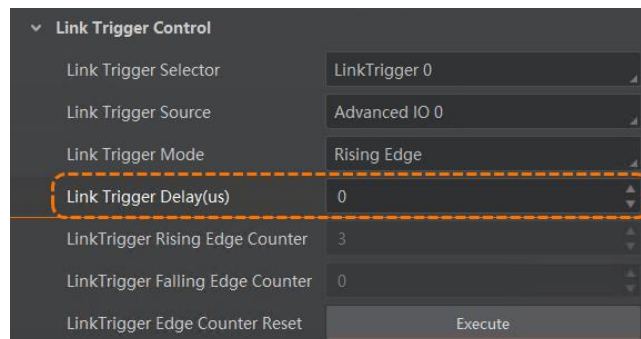 Link Trigger Control
Link Trigger Selector LinkTrigger 0
Link Trigger Source Advanced IO 0
Link Trigger Mode Rising Edge
Link Trigger Delay(us) 0
LinkTrigger Rising Edge Counter 3
LinkTrigger Falling Edge Counter 0
LinkTrigger Edge Counter Reset Execute